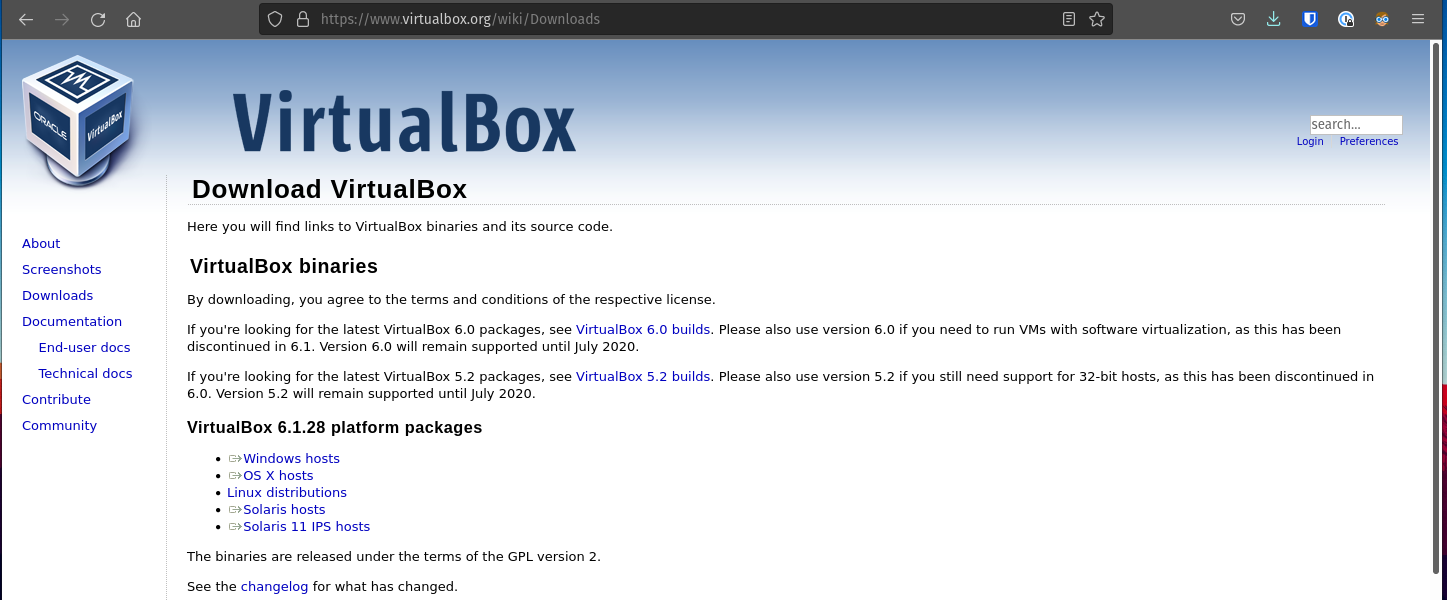 https://www.virtualbox.org/wiki/Downloads
ORACLE
VirtualBox
VirtualBox
search...
Login Preferences
About
Screenshots
Downloads
Documentation
End-user docs
Technical docs
Contribute
Community
Download VirtualBox
Here you will find links to VirtualBox binaries and its source code.
VirtualBox binaries
By downloading, you agree to the terms and conditions of the respective license.
If you're looking for the latest VirtualBox 6.0 packages, see VirtualBox 6.0 builds. Please also use version 6.0 if you need to run VMs with software virtualization, as this has been
discontinued in 6.1. Version 6.0 will remain supported until July 2020.
If you're looking for the latest VirtualBox 5.2 packages, see VirtualBox 5.2 builds. Please also use version 5.2 if you still need support for 32-bit hosts, as this has been discontinued in
6.0. Version 5.2 will remain supported until July 2020.
VirtualBox 6.1.28 platform packages
Windows hosts
OS X hosts
Linux distributions
Solaris hosts
Solaris 11 IPS hosts
The binaries are released under the terms of the GPL version 2.
See the changelog for what has changed.